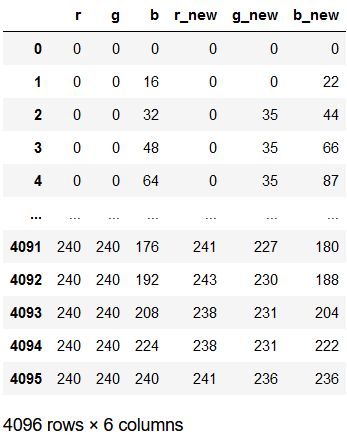 r g b r_new g_new b_new
0 0 0 0 0 0 0
1 0 0 16 0 0 22
2 0 0 32 0 35 44
3 0 0 48 0 35 66
4 0 0 64 0 35 87
... ... ... ... ... ... ...
4091 240 240 176 241 227 180
4092 240 240 192 243 230 188
4093 240 240 208 238 231 204
4094 240 240 224 238 231 222
4095 240 240 240 241 236 236
4096 rows × 6 columns